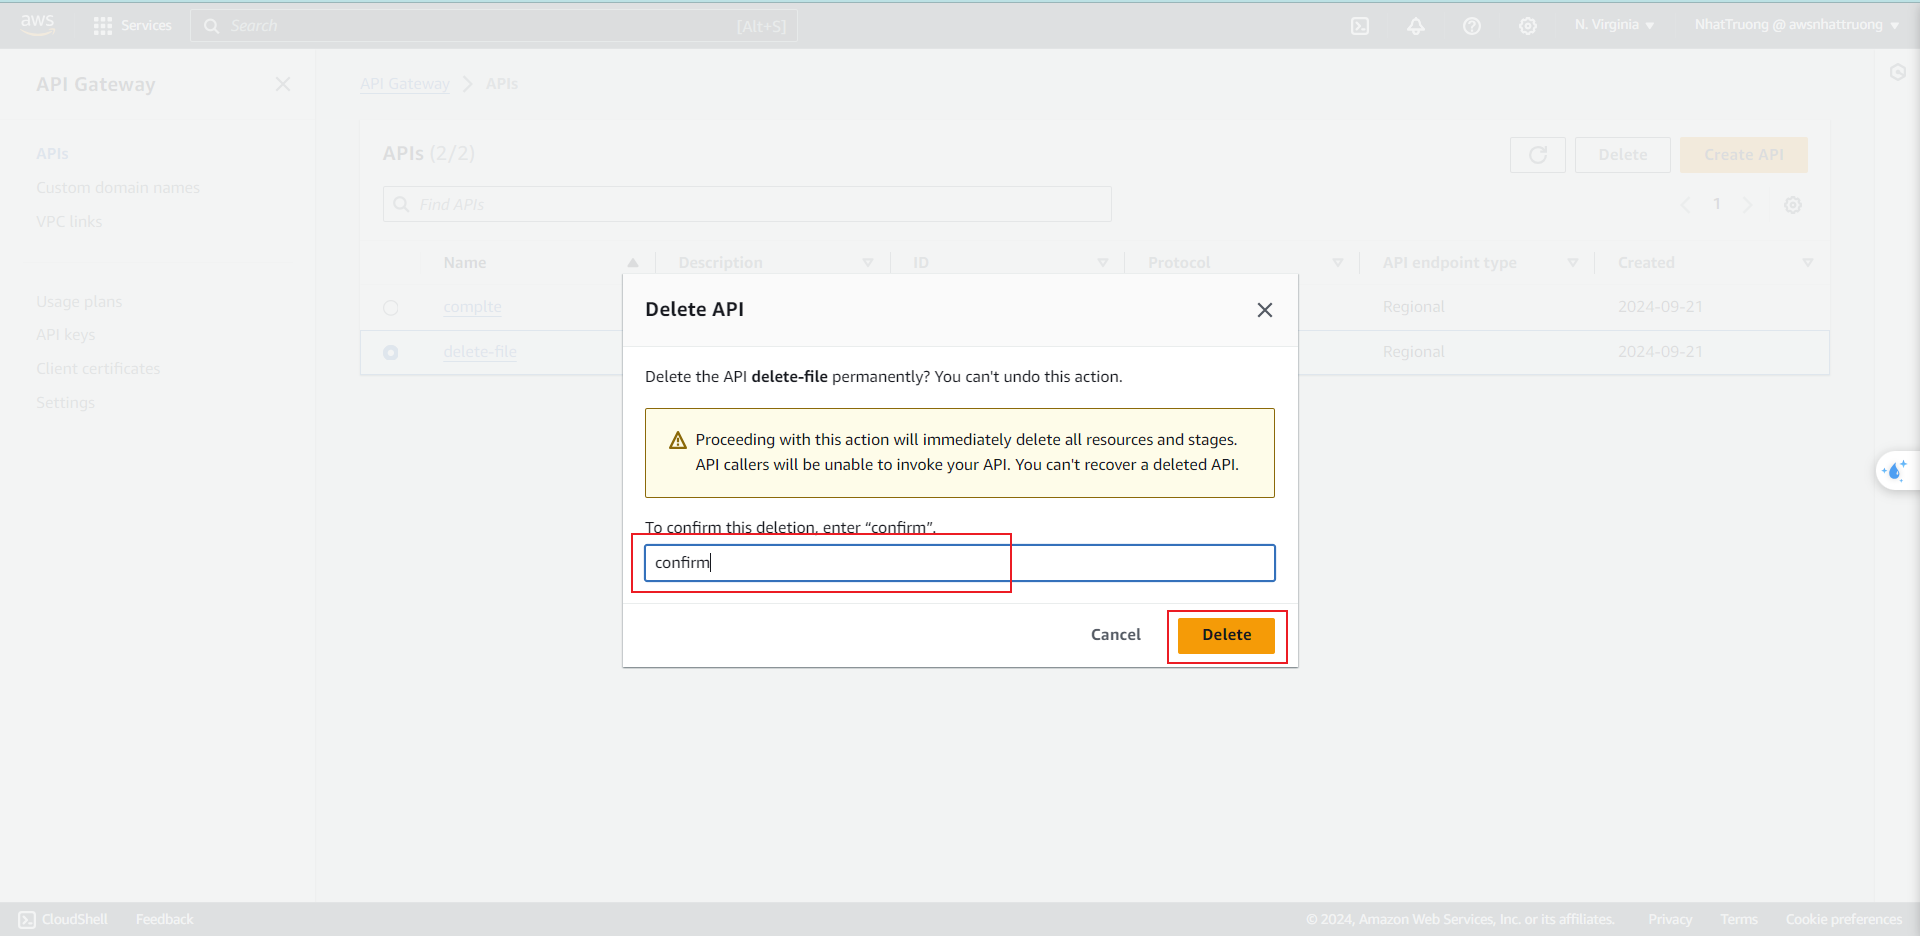 aws
Services
Search
[Alt+S]
N. Virginia
NhatTruong @ awsnhattruong
API Gateway
APIs
Custom domain names
VPC links
Usage plans
API keys
Client certificates
Settings
API Gateway
APIs
APIs (2/2)
Delete
Create API
Find APIs
1
Name
Description
ID
Protocol
API endpoint type
Created
complte
Regional
2024-09-21
delete-file
Regional
2024-09-21
Delete API
Delete the API delete-file permanently? You can't undo this action.
Proceeding with this action will immediately delete all resources and stages.
API callers will be unable to invoke your API. You can't recover a deleted API.
To confirm this deletion, enter “confirm”.
confirm
Cancel
Delete
CloudShell
Feedback
© 2024, Amazon Web Services, Inc. or its affiliates.
Privacy
Terms
Cookie preferences